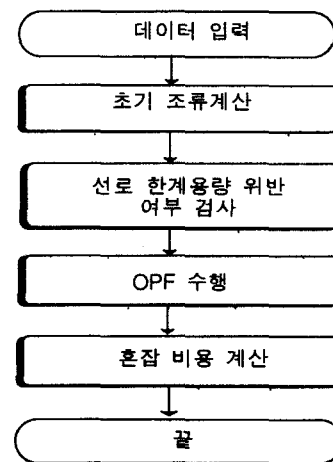 데이터 입력
초기 조류계산
선로 한계용량 위반
여부 검사
OPF 수행
혼잡 비용 계산
끝